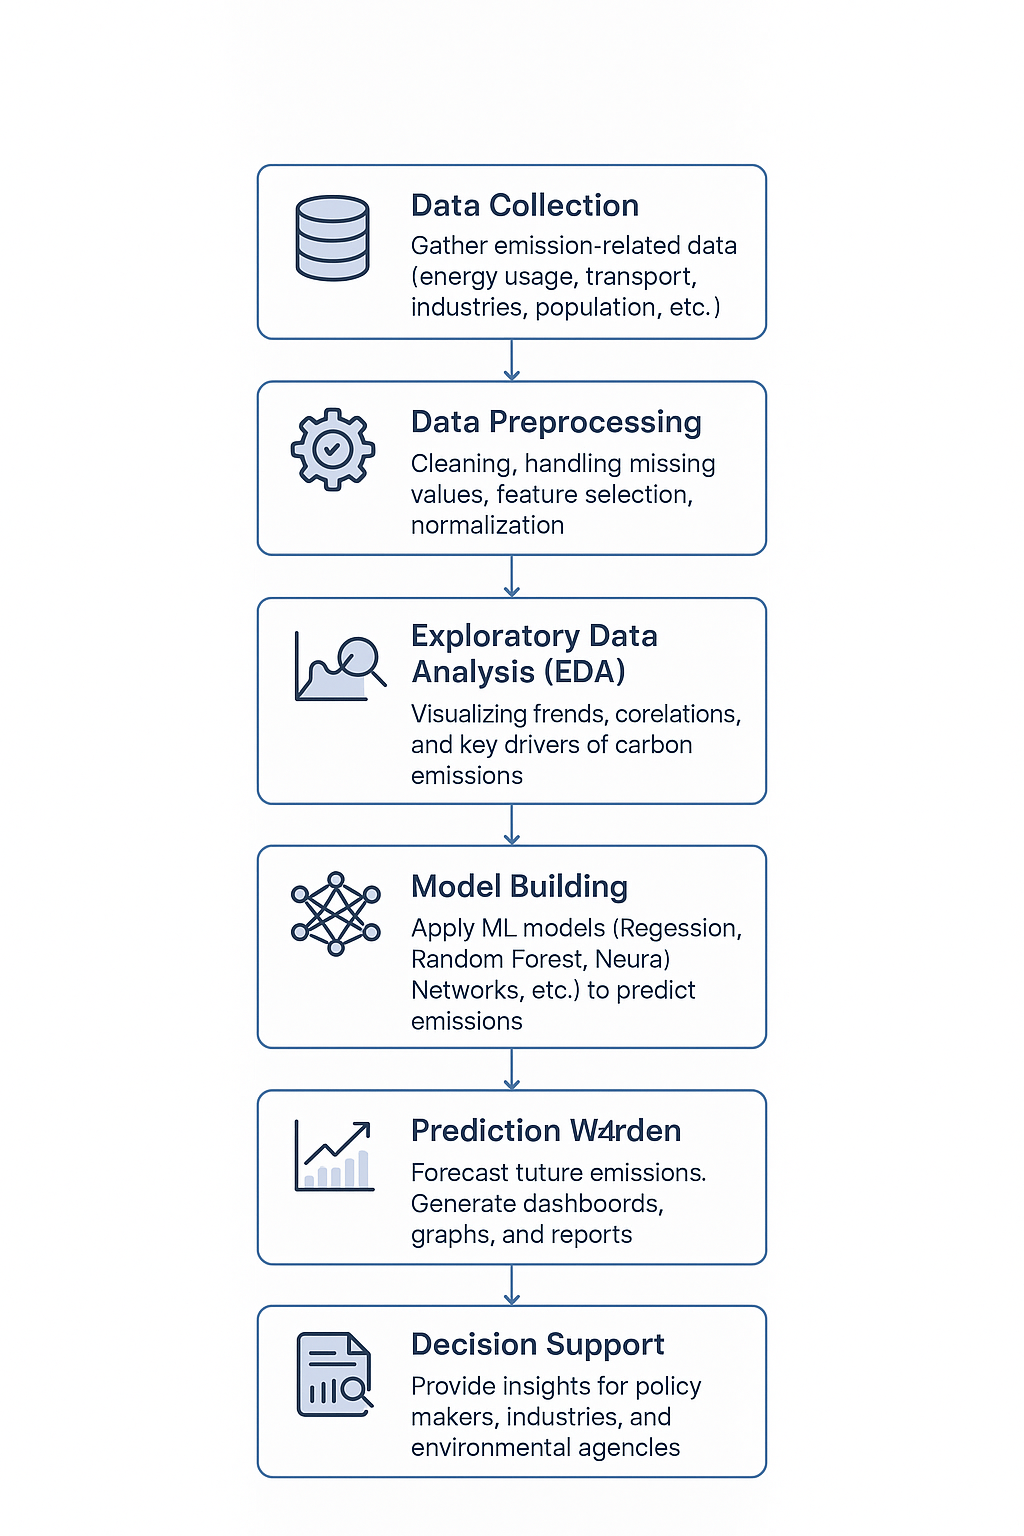 Data Collection
Gather emission-related data
(energy usage, transport,
industries, population, etc.)
Data Preprocessing
Cleaning, handling missing
values, feature selection,
normalization
Exploratory Data
Analysis (EDA)
Visualizing frends, corelations,
and key drivers of carbon
emissions
Model Building
Apply ML models (Regession,
Random Forest, Neura)
Networks, etc.) to predict
emissions
Prediction W4rden
Forecast tuture emissions.
Generate dashboords,
graphs, and reports
Decision Support
Provide insights for policy
makers, industries, and
environmental agencies